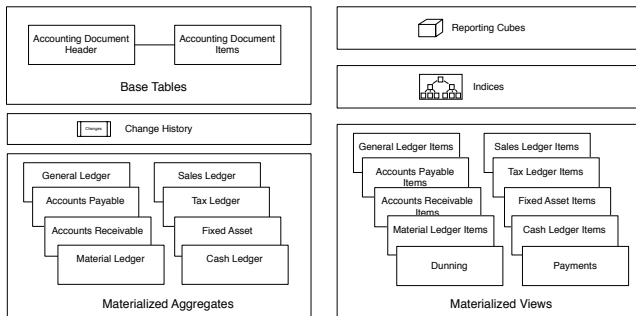 Accounting Document
Header
Accounting Document
Items
Base Tables
Changes
Change History
General Ledger
Accounts Payable
Accounts Receivable
Material Ledger
Sales Ledger
Tax Ledger
Fixed Asset
Cash Ledger
Materialized Aggregates
Reporting Cubes
Indices
General Ledger Items
Accounts Payable
Items
Accounts Receivable
Items
Material Ledger Items
Dunning
Sales Ledger Items
Tax Ledger Items
Fixed Asset Items
Cash Ledger Items
Payments
Materialized Views